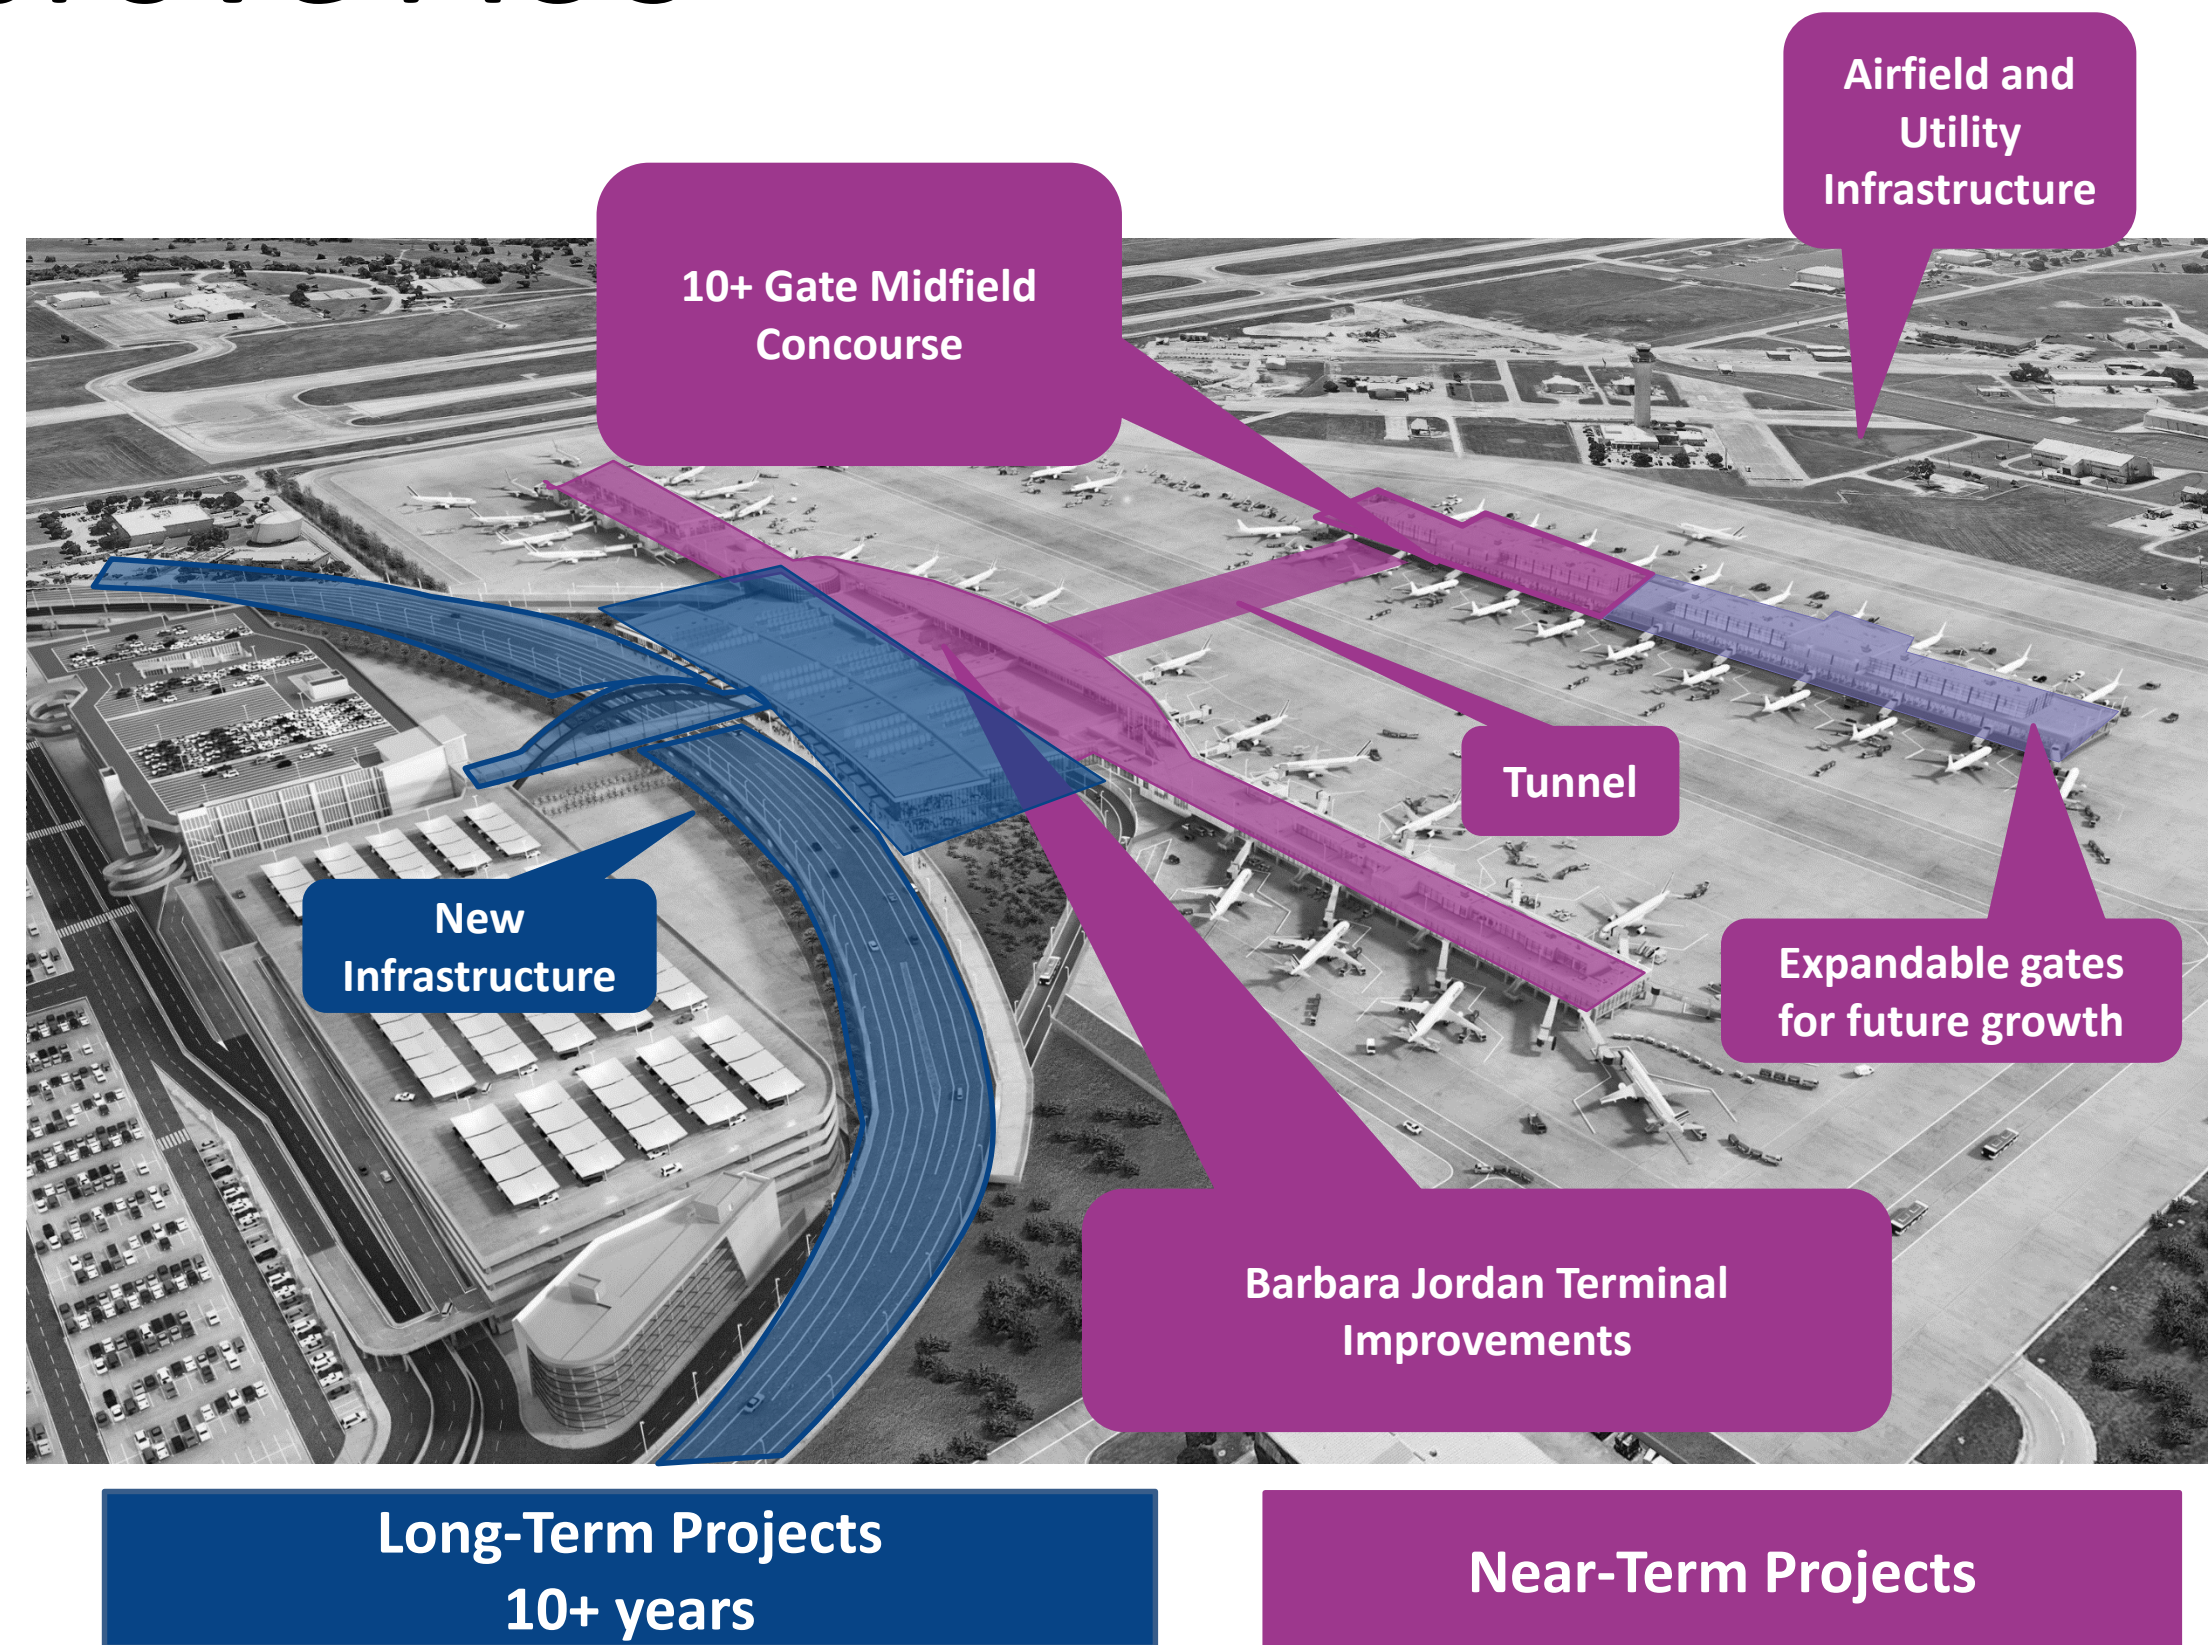 Airfield and
Utility
Infrastructure
10+ Gate Midfield
Concourse
Tunnel
New
Infrastructure
Expandable gates
for future growth
Barbara Jordan Terminal
Improvements
Long-Term Projects
10+ years
Near-Term Projects